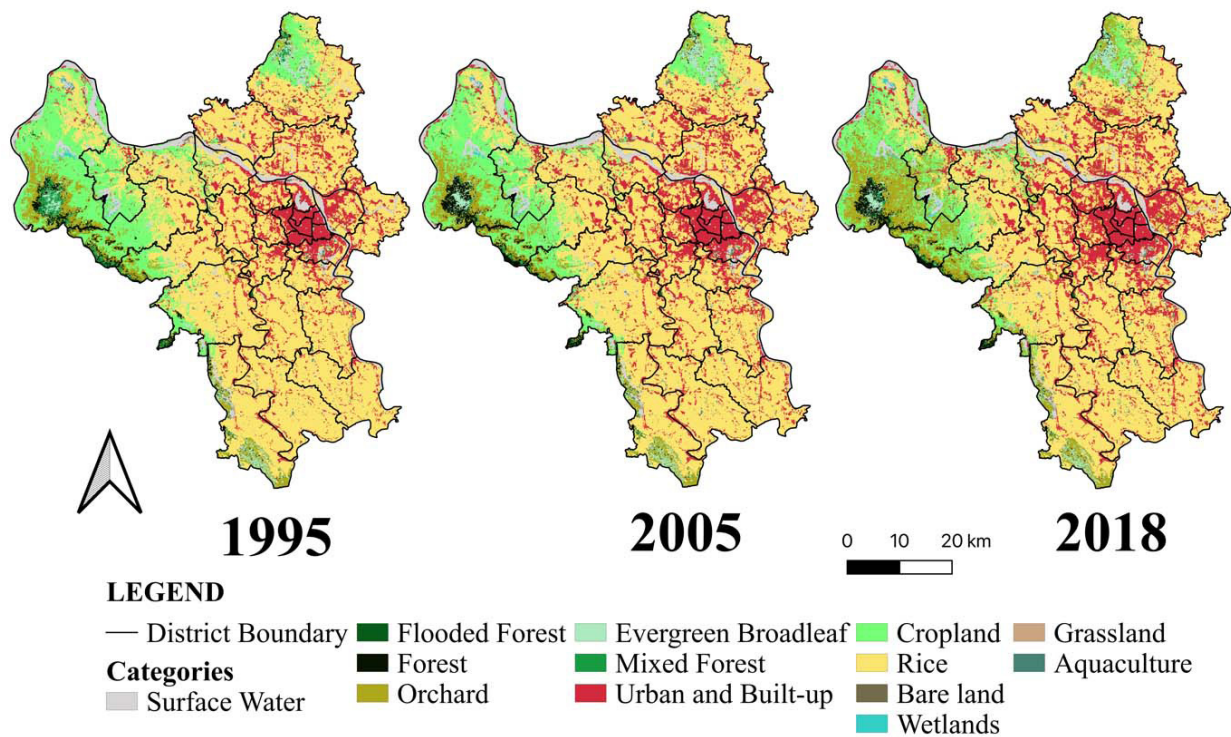 1995
2005
2018
0 10 20 km
LEGEND
District Boundary
Categories
Surface Water
Flooded Forest
Forest
Orchard
Evergreen Broadleaf
Mixed Forest
Urban and Built-up
Cropland
Rice
Bare land
Wetlands
Grassland
Aquaculture